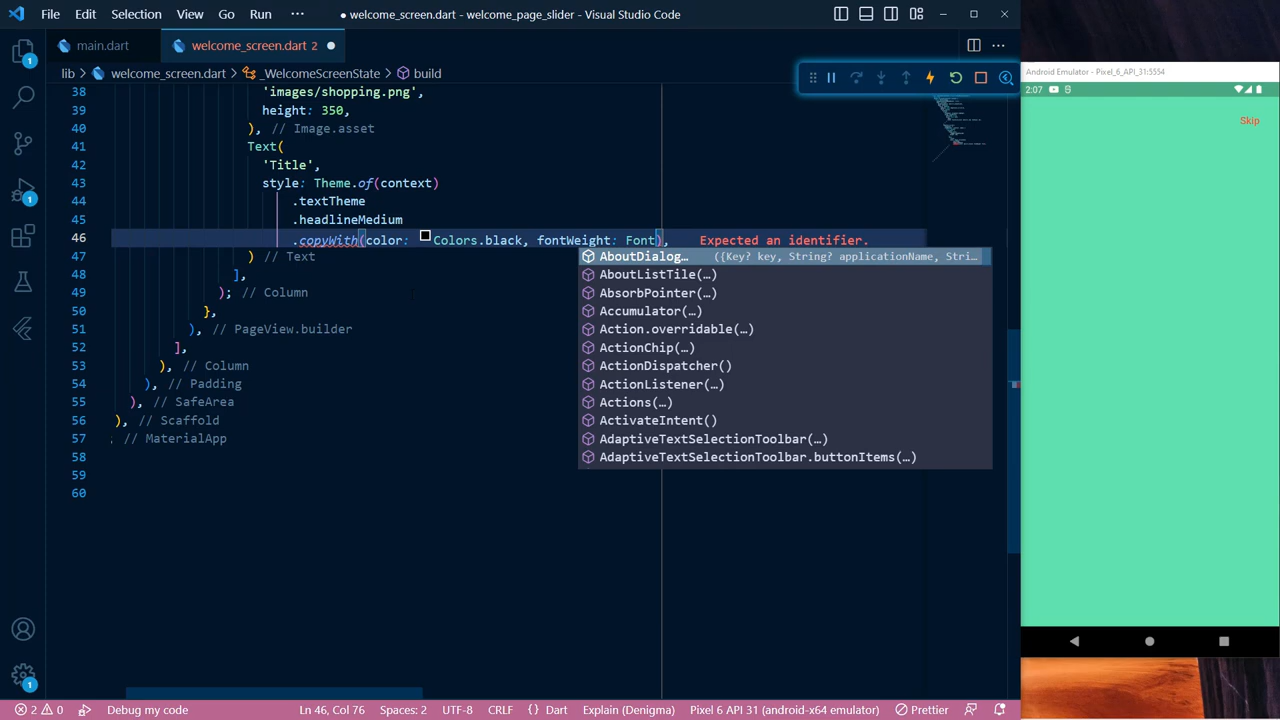 File Edit Selection View Go Run ··· ● welcome_screen.dart - welcome_page_slider - Visual Studio Code
main.dart welcome_screen.dart 2 ●
lib > welcome_screen.dart > _WelcomeScreenState > build
38 'images/shopping.png',
39 height: 350,
40 ), // Image.asset
41 Text(
42 'Title',
43 style: Theme.of(context)
44 .textTheme
45 .headlineMedium
46 .copyWith(color: Colors.black, fontWeight: Font), Expected an identifier.
47 ) // Text
48 ],
49 ); // Column
50 },
51 ), // PageView.builder
52 ],
53 ), // Column
54 ), // Padding
55 ), // SafeArea
56 ), // Scaffold
57 ; // MaterialApp
58
59
60
AboutDialog… ({Key? key, String? applicationName, Stri…
AboutListTile(…)
AbsorbPointer(…)
Accumulator(…)
Action.overridable(…)
ActionChip(…)
ActionDispatcher()
ActionListener(…)
Actions(…)
ActivateIntent()
AdaptiveTextSelectionToolbar(…)
AdaptiveTextSelectionToolbar.buttonItems(…)
1
1
1
2 0 Debug my code Ln 46, Col 76 Spaces: 2 UTF-8 CRLF {} Dart Explain (Denigma) Pixel 6 API 31 (android-x64 emulator) Prettier
Android Emulator - Pixel_6_API_31:5554
2:07
Skip